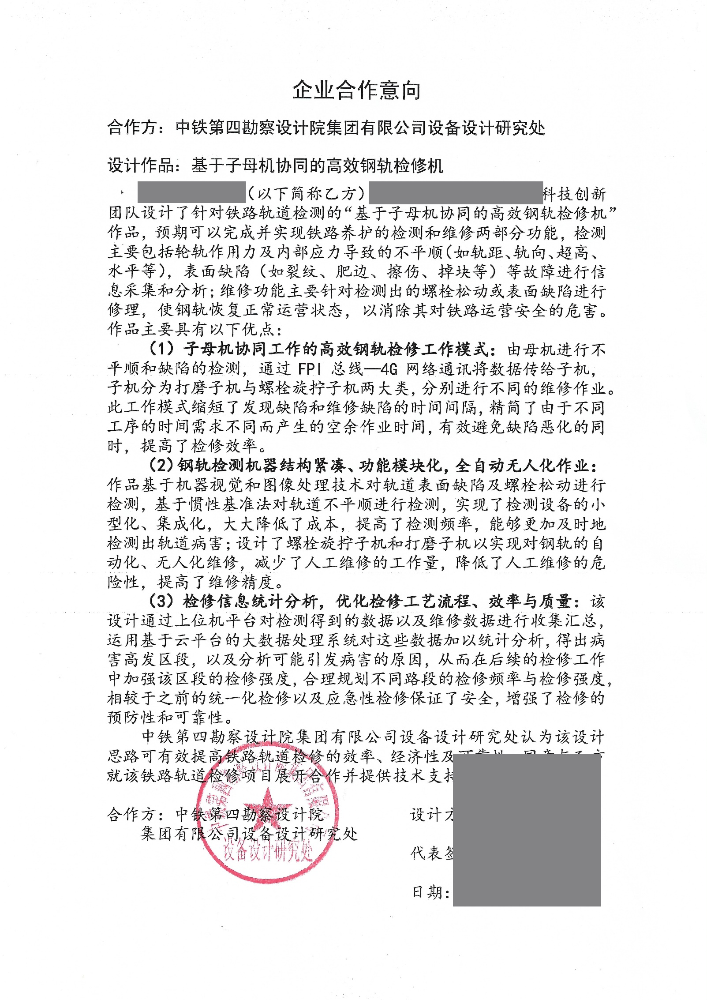 企业合作意向
合作方：中铁第四勘察设计院集团有限公司设备设计研究处
设计作品：基于子母机协同的高效钢轨检修机
（以下简称乙方）科技创新
团队设计了针对铁路轨道检测的“基于子母机协同的高效钢轨检修机”
作品，预期可以完成并实现铁路养护的检测和维修两部分功能，检测
主要包括轮轨作用力及内部应力导致的不平顺（如轨距、轨向、超高、
水平等），表面缺陷（如裂纹、肥边、擦伤、掉块等）等故障进行信
息采集和分析；维修功能主要针对检测出的螺栓松动或表面缺陷进行
修理，使钢轨恢复正常运营状态，以消除其对铁路运营安全的危害。
作品主要具有以下优点：
（1）子母机协同工作的高效钢轨检修工作模式：由母机进行不
平顺和缺陷的检测，通过 FPI 总线—4G 网络通讯将数据传给子机，
子机分为打磨子机与螺栓旋拧子机两大类，分别进行不同的维修作业。
此工作模式缩短了发现缺陷和维修缺陷的时间间隔，精简了由于不同
工序的时间需求不同而产生的空余作业时间，有效避免缺陷恶化的同
时，提高了检修效率。
（2）钢轨检测机器结构紧凑、功能模块化，全自动无人化作业：
作品基于机器视觉和图像处理技术对轨道表面缺陷及螺栓松动进行
检测，基于惯性基准法对轨道不平顺进行检测，实现了检测设备的小
型化、集成化，大大降低了成本，提高了检测频率，能够更加及时地
检测出轨道病害；设计了螺栓旋拧子机和打磨子机以实现对钢轨的自
动化、无人化维修，减少了人工维修的工作量，降低了人工维修的危
险性，提高了维修精度。
（3）检修信息统计分析，优化检修工艺流程、效率与质量：该
设计通过上位机平台对检测得到的数据以及维修数据进行收集汇总，
运用基于云平台的大数据处理系统对这些数据加以统计分析，得出病
害高发区段，以及分析可能引发病害的原因，从而在后续的检修工作
中加强该区段的检修强度，合理规划不同路段的检修频率与检修强度，
相较于之前的统一化检修以及应急性检修保证了安全，增强了检修的
预防性和可靠性。
中铁第四勘察设计院集团有限公司设备设计研究处认为该设计
思路可有效提高铁路轨道检修的效率、经济性及
就该铁路轨道检修项目展开合作并提供技术支持
合作方：中铁第四勘察设计院
集团有限公司设备设计研究处
设备设计研究处
设计方
代表签
日期：